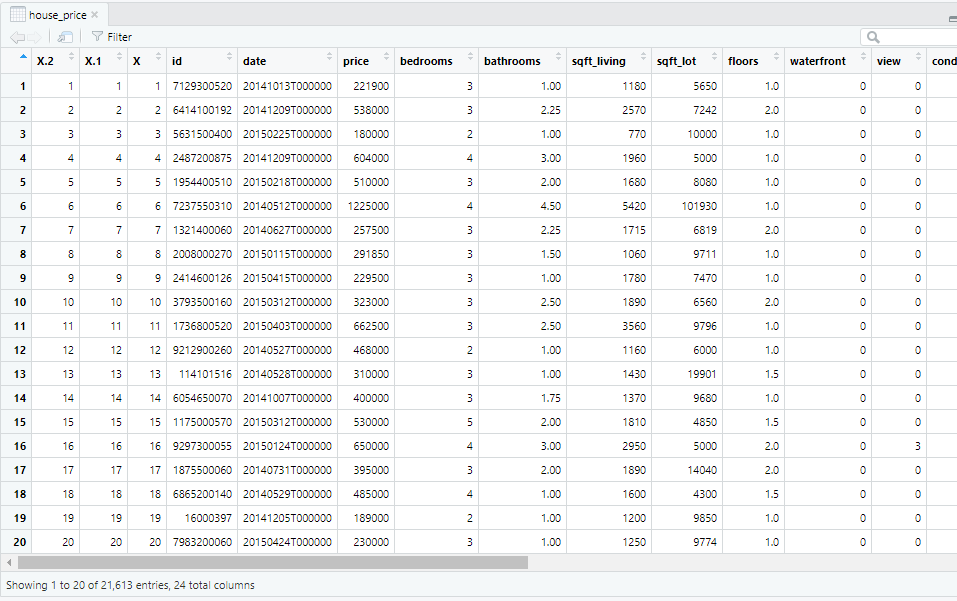 house_price
Filter
X.2 X.1 X id date price bedrooms bathrooms sqft_living sqft_lot floors waterfront view cond
1 1 1 1 7129300520 20141013T000000 221900 3 1.00 1180 5650 1.0 0 0
2 2 2 2 6414100192 20141209T000000 538000 3 2.25 2570 7242 2.0 0 0
3 3 3 3 5631500400 20150225T000000 180000 2 1.00 770 10000 1.0 0 0
4 4 4 4 2487200875 20141209T000000 604000 4 3.00 1960 5000 1.0 0 0
5 5 5 5 1954400510 20150218T000000 510000 3 2.00 1680 8080 1.0 0 0
6 6 6 6 7237550310 20140512T000000 1225000 4 4.50 5420 101930 1.0 0 0
7 7 7 7 1321400060 20140627T000000 257500 3 2.25 1715 6819 2.0 0 0
8 8 8 8 2008000270 20150115T000000 291850 3 1.50 1060 9711 1.0 0 0
9 9 9 9 2414600126 20150415T000000 229500 3 1.00 1780 7470 1.0 0 0
10 10 10 10 3793500160 20150312T000000 323000 3 2.50 1890 6560 2.0 0 0
11 11 11 11 1736800520 20150403T000000 662500 3 2.50 3560 9796 1.0 0 0
12 12 12 12 9212900260 20140527T000000 468000 2 1.00 1160 6000 1.0 0 0
13 13 13 13 114101516 20140528T000000 310000 3 1.00 1430 19901 1.5 0 0
14 14 14 14 6054650070 20141007T000000 400000 3 1.75 1370 9680 1.0 0 0
15 15 15 15 1175000570 20150312T000000 530000 5 2.00 1810 4850 1.5 0 0
16 16 16 16 9297300055 20150124T000000 650000 4 3.00 2950 5000 2.0 0 3
17 17 17 17 1875500060 20140731T000000 395000 3 2.00 1890 14040 2.0 0 0
18 18 18 18 6865200140 20140529T000000 485000 4 1.00 1600 4300 1.5 0 0
19 19 19 19 16000397 20141205T000000 189000 2 1.00 1200 9850 1.0 0 0
20 20 20 20 7983200060 20150424T000000 230000 3 1.00 1250 9774 1.0 0 0
Showing 1 to 20 of 21,613 entries, 24 total columns